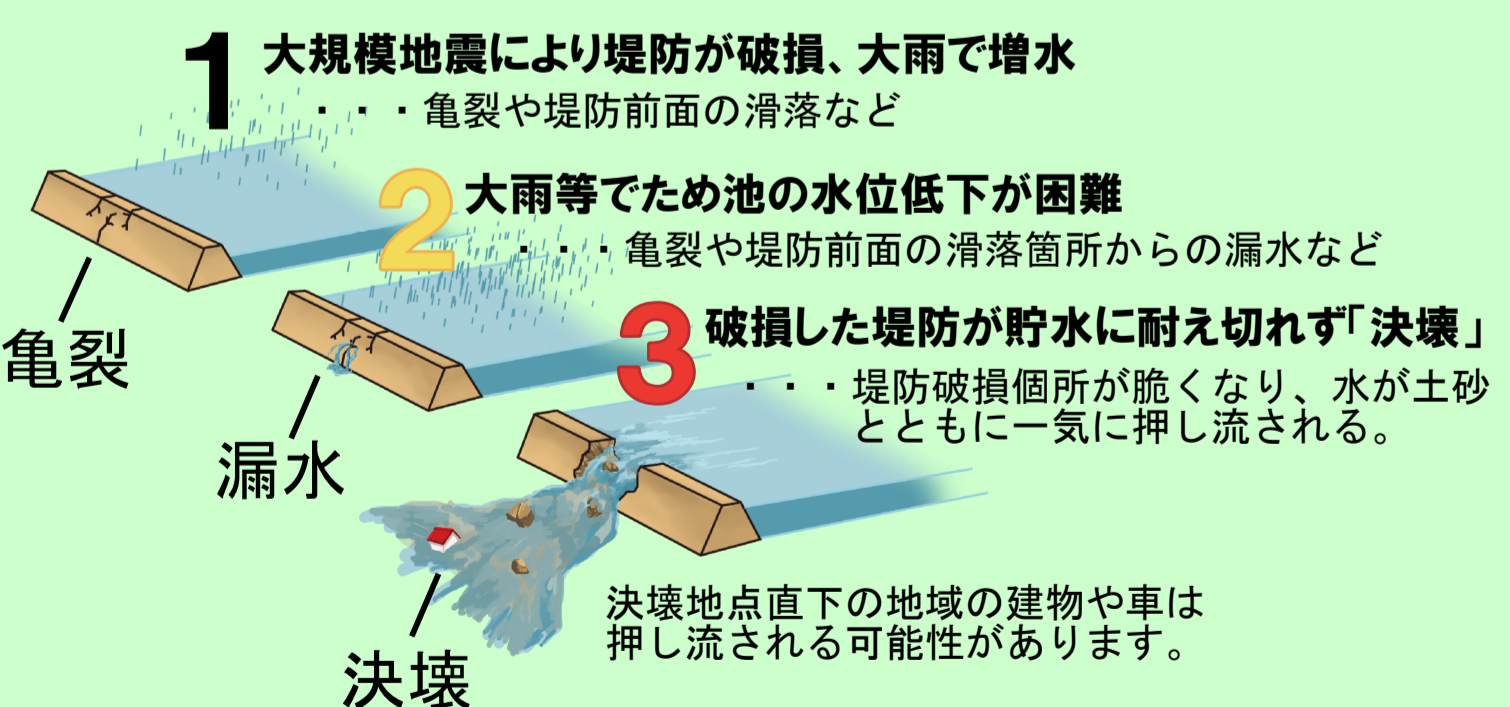 1 大規模地震により堤防が破損、大雨で増水
・・・亀裂や堤防前面の滑落など
2 大雨等でため池の水位低下が困難
・・・亀裂や堤防前面の滑落箇所からの漏水など
亀裂
3 破損した堤防が貯水に耐え切れず「決壊」
・・・堤防破損個所が脆くなり、水が土砂
とともに一気に押し流される。
漏水
決壊地点直下の地域の建物や車は
押し流される可能性があります。
決壊